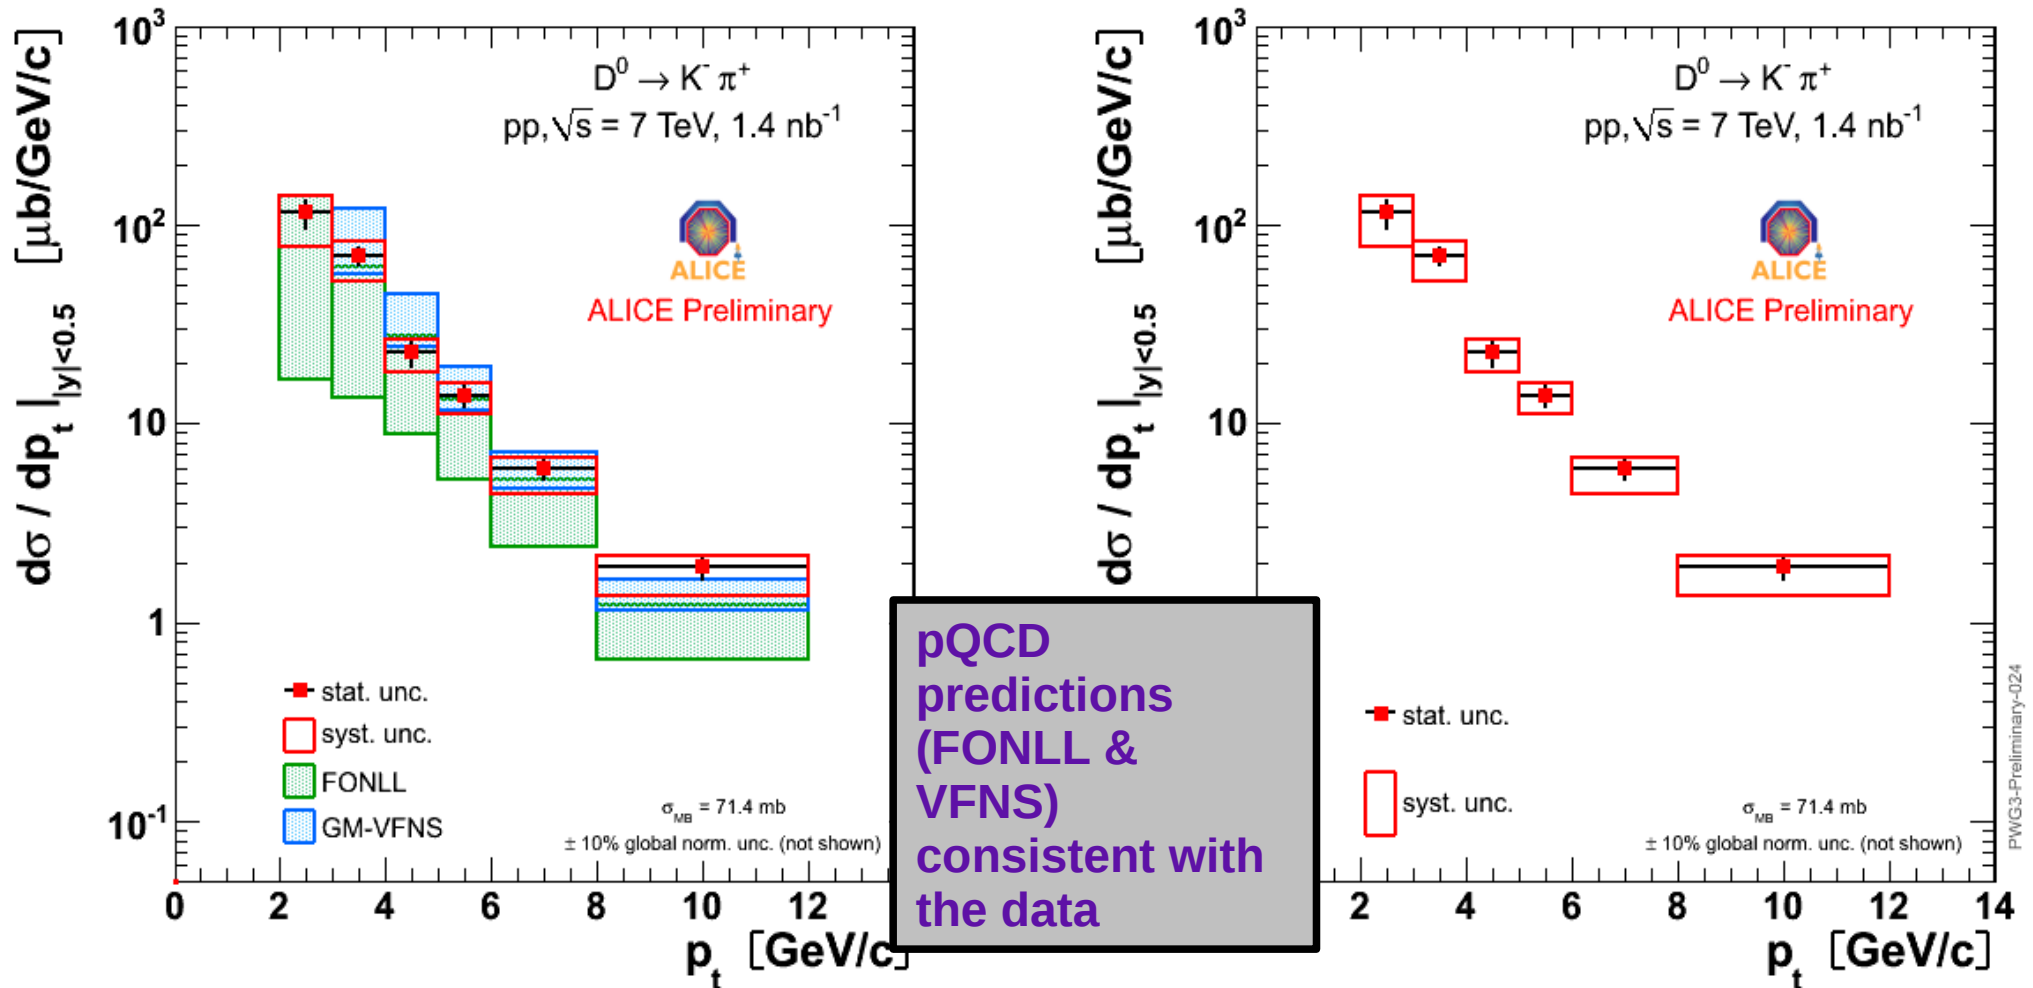 dσ / dp_t |_|y|<0.5 [μb/GeV/c]
10³
10²
10
1
10⁻¹
D⁰ → K⁻ π⁺
pp, √s = 7 TeV, 1.4 nb⁻¹
ALICE
ALICE Preliminary
stat. unc.
syst. unc.
FONLL
GM-VFNS
σ_MB = 71.4 mb
± 10% global norm. unc. (not shown)
0 2 4 6 8 10 12
p_t [GeV/c]
pQCD
predictions
(FONLL &
VFNS)
consistent with
the data
dσ / dp_t |_|y|<0.5 [μb/GeV/c]
10³
10²
10
D⁰ → K⁻ π⁺
pp, √s = 7 TeV, 1.4 nb⁻¹
ALICE
ALICE Preliminary
stat. unc.
syst. unc.
σ_MB = 71.4 mb
± 10% global norm. unc. (not shown)
2 4 6 8 10 12 14
p_t [GeV/c]
PWG3-Preliminary-024